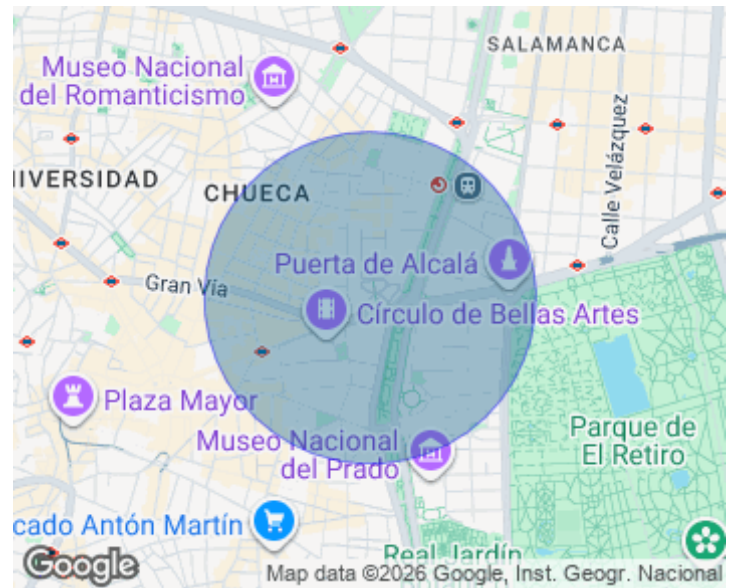 SALAMANCA
Museo Nacional
del Romanticismo
Calle Velázquez
IIVERSIDAD
CHUECA
Puerta de Alcalá
Gran Vía
Círculo de Bellas Artes
Plaza Mayor
Museo Nacional
del Prado
Parque de
El Retiro
cado Antón Martín
Real Jardín
Google
Map data ©2026 Google, Inst. Geogr. Nacional